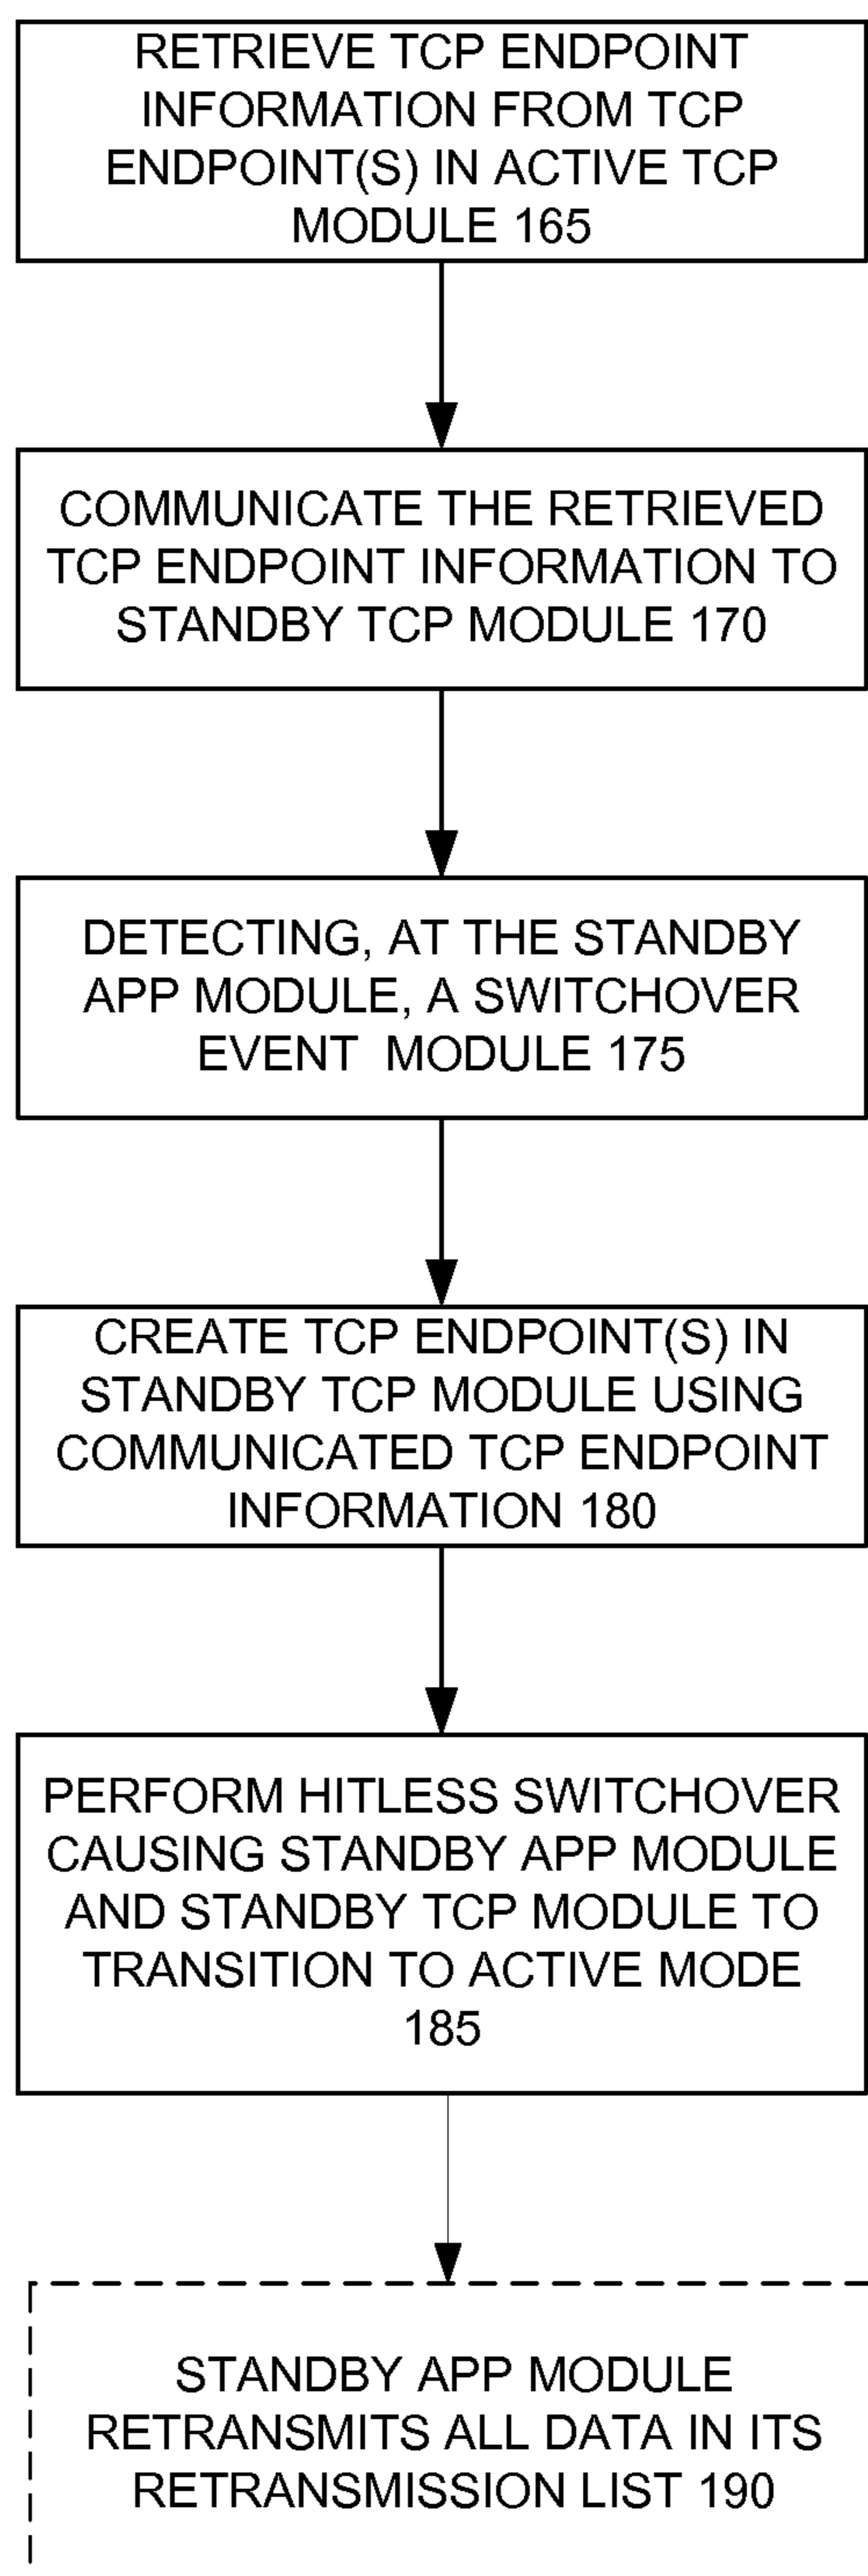 RETRIEVE TCP ENDPOINT
INFORMATION FROM TCP
ENDPOINT(S) IN ACTIVE TCP
MODULE 165
COMMUNICATE THE RETRIEVED
TCP ENDPOINT INFORMATION TO
STANDBY TCP MODULE 170
DETECTING, AT THE STANDBY
APP MODULE, A SWITCHOVER
EVENT  MODULE 175
CREATE TCP ENDPOINT(S) IN
STANDBY TCP MODULE USING
COMMUNICATED TCP ENDPOINT
INFORMATION 180
PERFORM HITLESS SWITCHOVER
CAUSING STANDBY APP MODULE
AND STANDBY TCP MODULE TO
TRANSITION TO ACTIVE MODE
185
STANDBY APP MODULE
RETRANSMITS ALL DATA IN ITS
RETRANSMISSION LIST 190